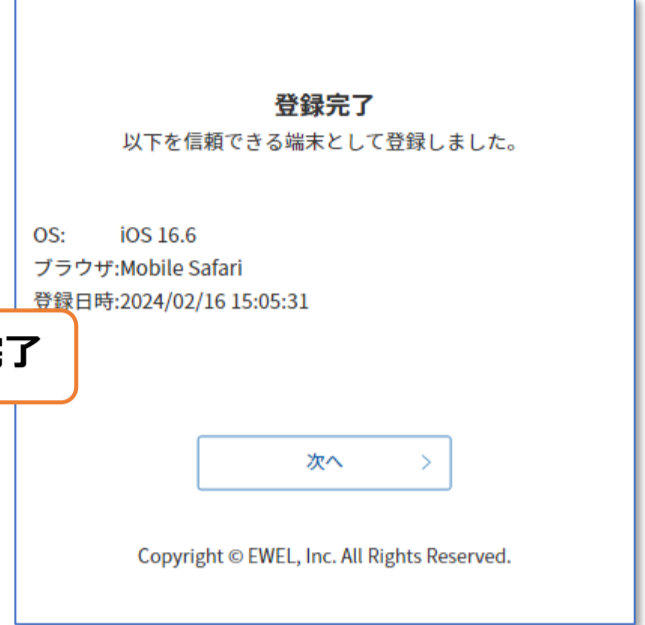 登録完了
以下を信頼できる端末として登録しました。
OS: iOS 16.6
ブラウザ:Mobile Safari
登録日時:2024/02/16 15:05:31
完了
次へ >
Copyright © EWEL, Inc. All Rights Reserved.